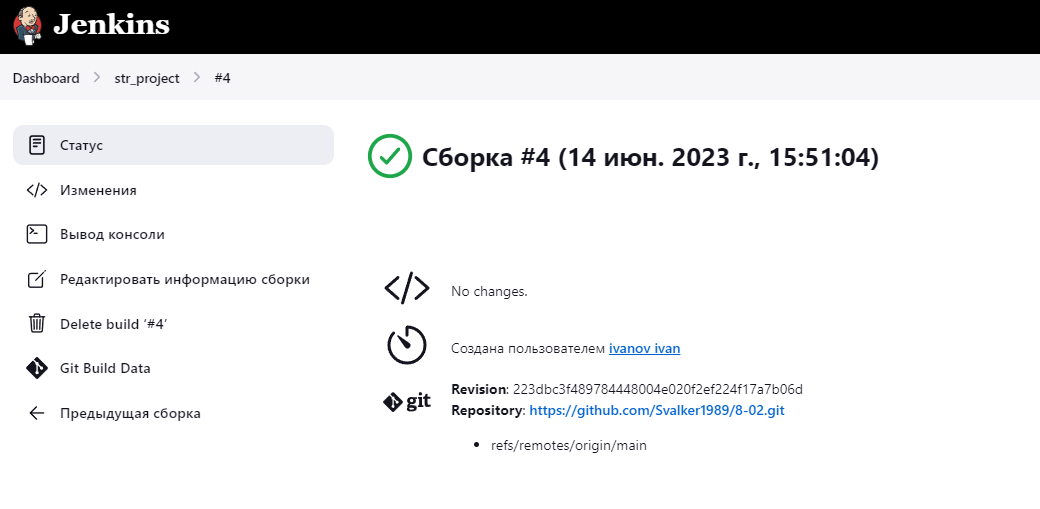 Jenkins
Dashboard
str_project
#4
Статус
Изменения
Вывод консоли
Редактировать информацию сборки
Delete build ‘#4’
Git Build Data
Предыдущая сборка
Сборка #4 (14 июн. 2023 г., 15:51:04)
No changes.
Создана пользователем ivanov ivan
git
Revision: 223dbc3f489784448004e020f2ef224f17a7b06d
Repository: https://github.com/Svalker1989/8-02.git
refs/remotes/origin/main